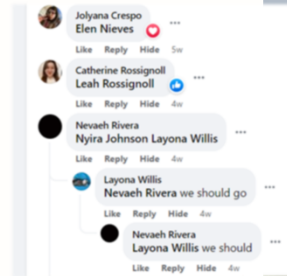 Jolyana Crespo
Elen Nieves
Like Reply Hide 5w
Catherine Rossignoll
Leah Rossignoll
Like Reply Hide 4w
Nevaeh Rivera
Nyira Johnson Layona Willis
Like Reply Hide 4w
Layona Willis
Nevaeh Rivera we should go
Like Reply Hide 4w
Nevaeh Rivera
Layona Willis we should
Like Reply Hide 4w